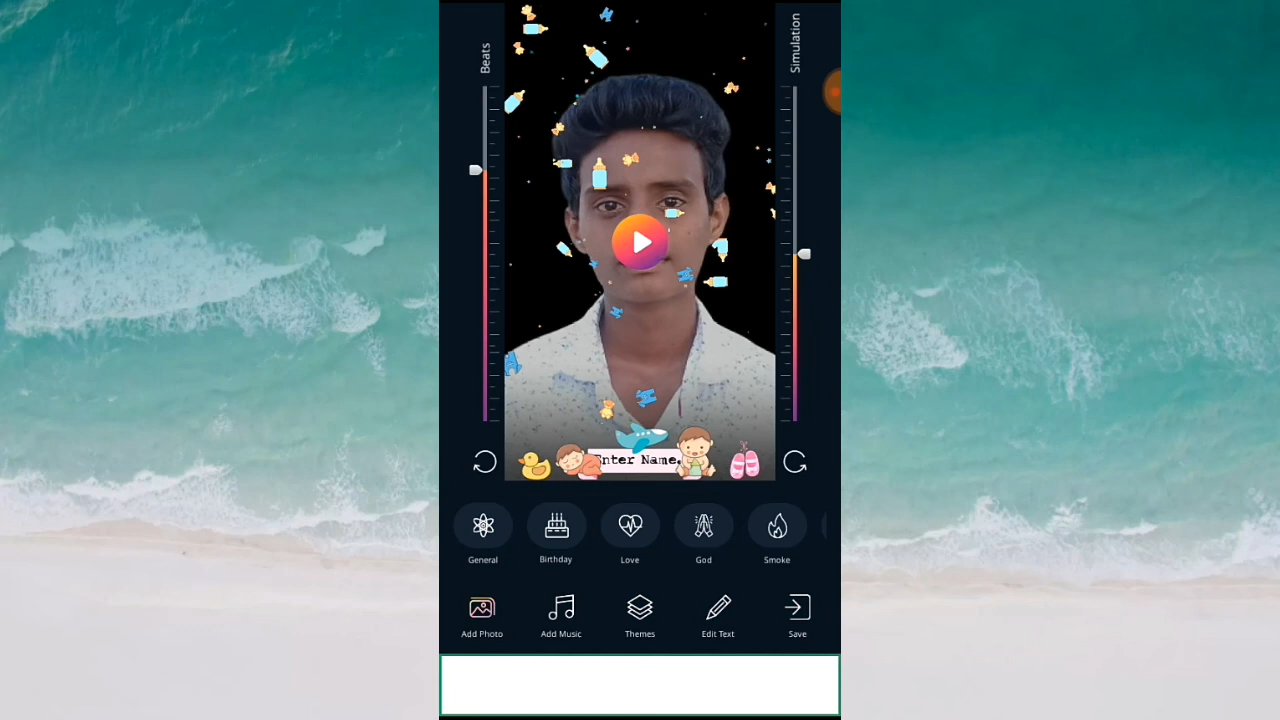 Beats
Simulation
Enter Name.
General
Birthday
Love
God
Smoke
Add Photo
Add Music
Themes
Edit Text
Save